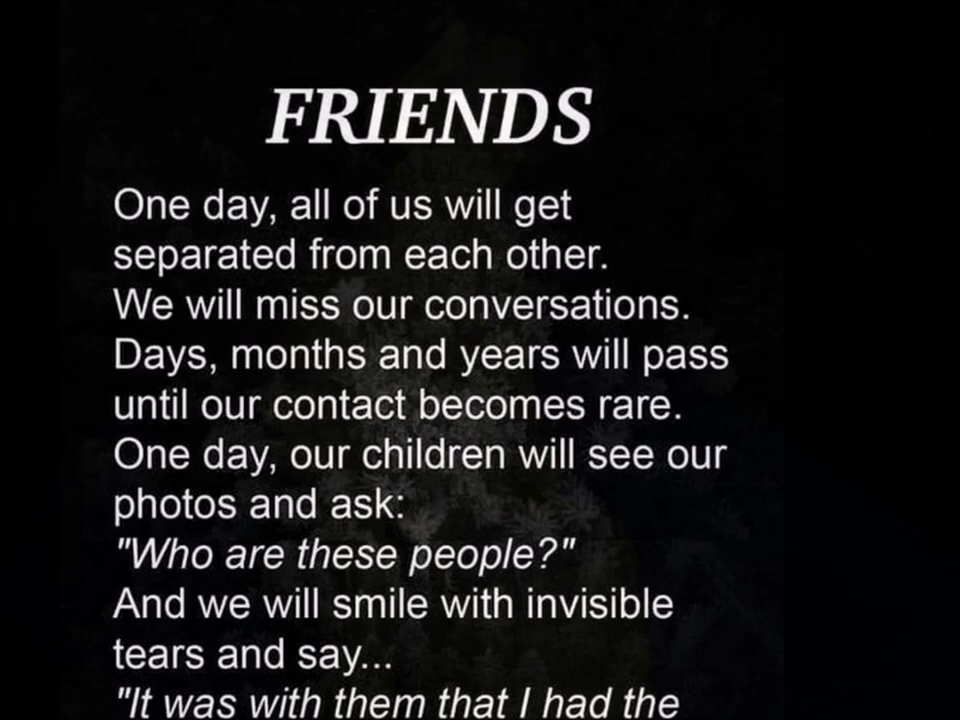 FRIENDS
One day, all of us will get
separated from each other.
We will miss our conversations.
Days, months and years will pass
until our contact becomes rare.
One day, our children will see our
photos and ask:
"Who are these people?"
And we will smile with invisible
tears and say...
"It was with them that I had the